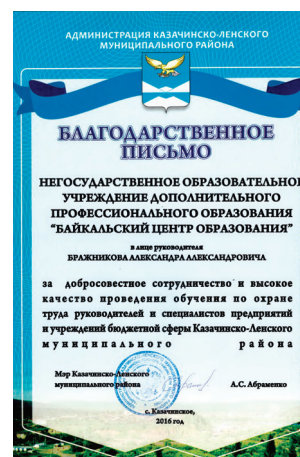 АДМИНИСТРАЦИЯ КАЗАЧИНСКО-ЛЕНСКОГО
МУНИЦИПАЛЬНОГО РАЙОНА
БЛАГОДАРСТВЕННОЕ
ПИСЬМО
НЕГОСУДАРСТВЕННОЕ ОБРАЗОВАТЕЛЬНОЕ
УЧРЕЖДЕНИЕ ДОПОЛНИТЕЛЬНОГО
ПРОФЕССИОНАЛЬНОГО ОБРАЗОВАНИЯ
"БАЙКАЛЬСКИЙ ЦЕНТР ОБРАЗОВАНИЯ"
в лице руководителя
БРАЖНИКОВА АЛЕКСАНДРА АЛЕКСАНДРОВИЧА
за добросовестное сотрудничество и высокое
качество проведения обучения по охране
труда руководителей и специалистов предприятий
и учреждений бюджетной сферы Казачинско-Ленского
муниципального района
Мэр Казачинско-Ленского
муниципального района А.С. Абраменко
с. Казачинское,
2016 год